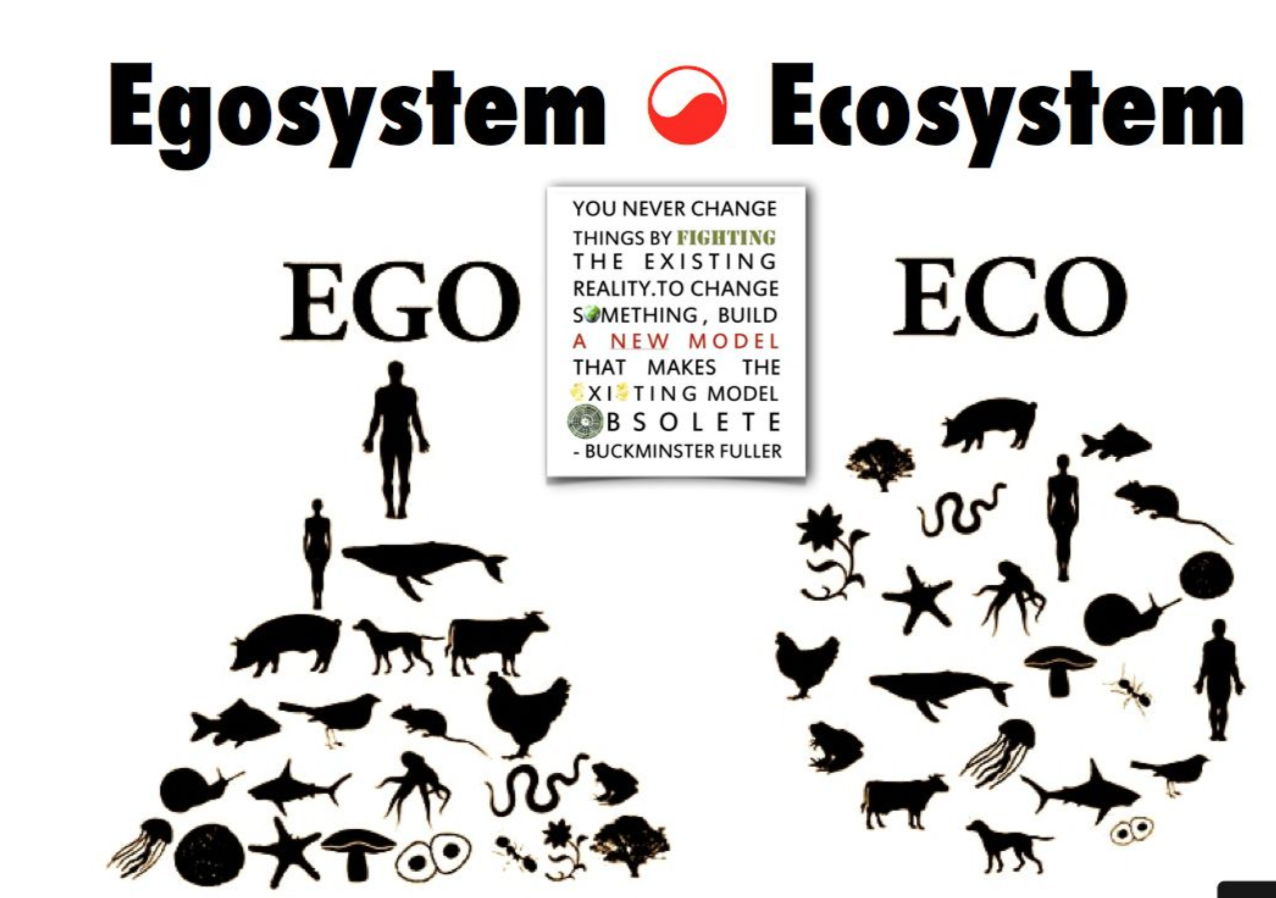 Egosystem Ecosystem
EGO
YOU NEVER CHANGE
THINGS BY FIGHTING
THE EXISTING
REALITY.TO CHANGE
SOMETHING, BUILD
A NEW MODEL
THAT MAKES THE
EXISTING MODEL
OBSOLETE
- BUCKMINSTER FULLER
ECO